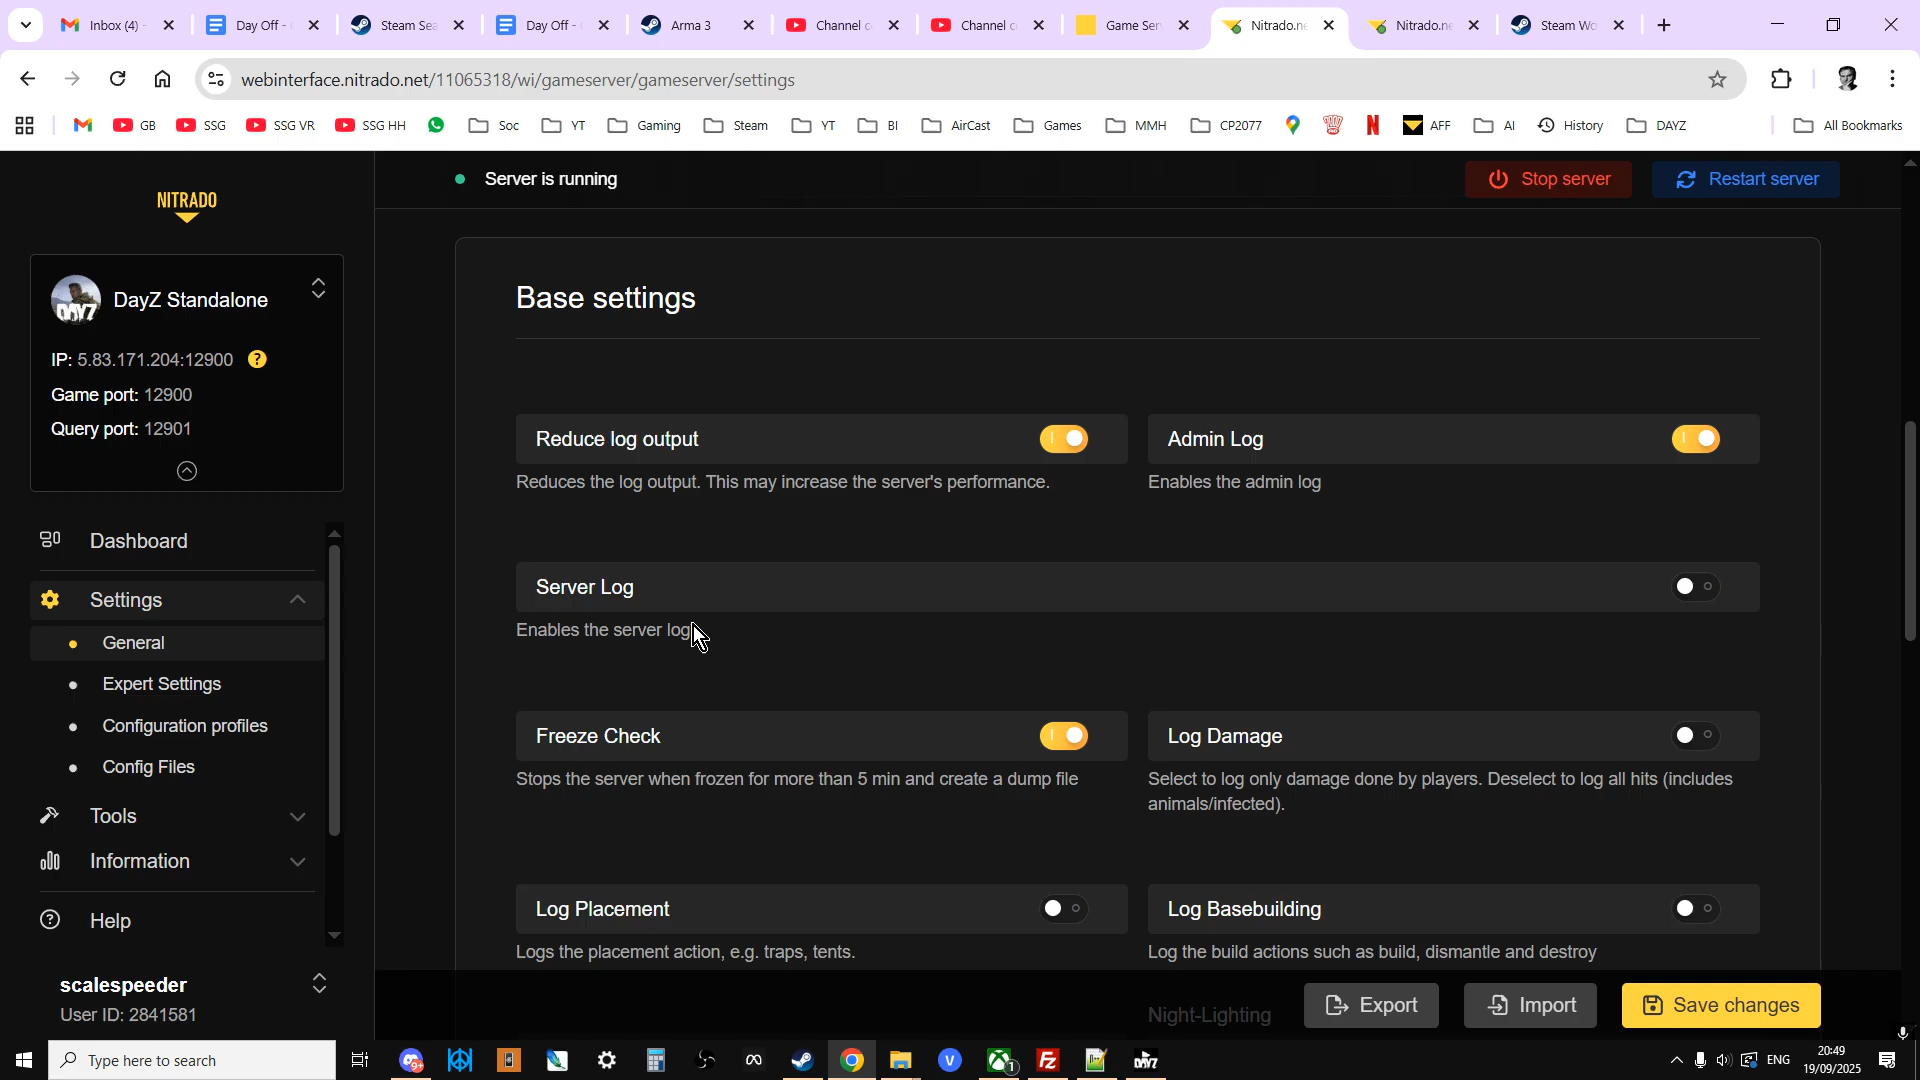 Inbox (4) -
Day Off -
Steam Sea
Day Off -
Arma 3
Channel c
Channel c
Game Ser
Nitrado.ne
Nitrado.ne
Steam Wo
webinterface.nitrado.net/11065318/wi/gameserver/gameserver/settings
GB
SSG
SSG VR
SSG HH
Soc
YT
Gaming
Steam
YT
BI
AirCast
Games
MMH
CP2077
AFF
AI
History
DAYZ
All Bookmarks
NITRADO
Server is running
Stop server
Restart server
DAYZ
DayZ Standalone
IP: 5.83.171.204:12900 ?
Game port: 12900
Query port: 12901
Dashboard
Settings
General
Expert Settings
Configuration profiles
Config Files
Tools
Information
Help
scalespeeder
User ID: 2841581
Base settings
Reduce log output
Reduces the log output. This may increase the server's performance.
Admin Log
Enables the admin log
Server Log
Enables the server log
Freeze Check
Stops the server when frozen for more than 5 min and create a dump file
Log Damage
Select to log only damage done by players. Deselect to log all hits (includes
animals/infected).
Log Placement
Logs the placement action, e.g. traps, tents.
Log Basebuilding
Log the build actions such as build, dismantle and destroy
Night-Lighting
Export
Import
Save changes
Type here to search
ENG
20:49
19/09/2025